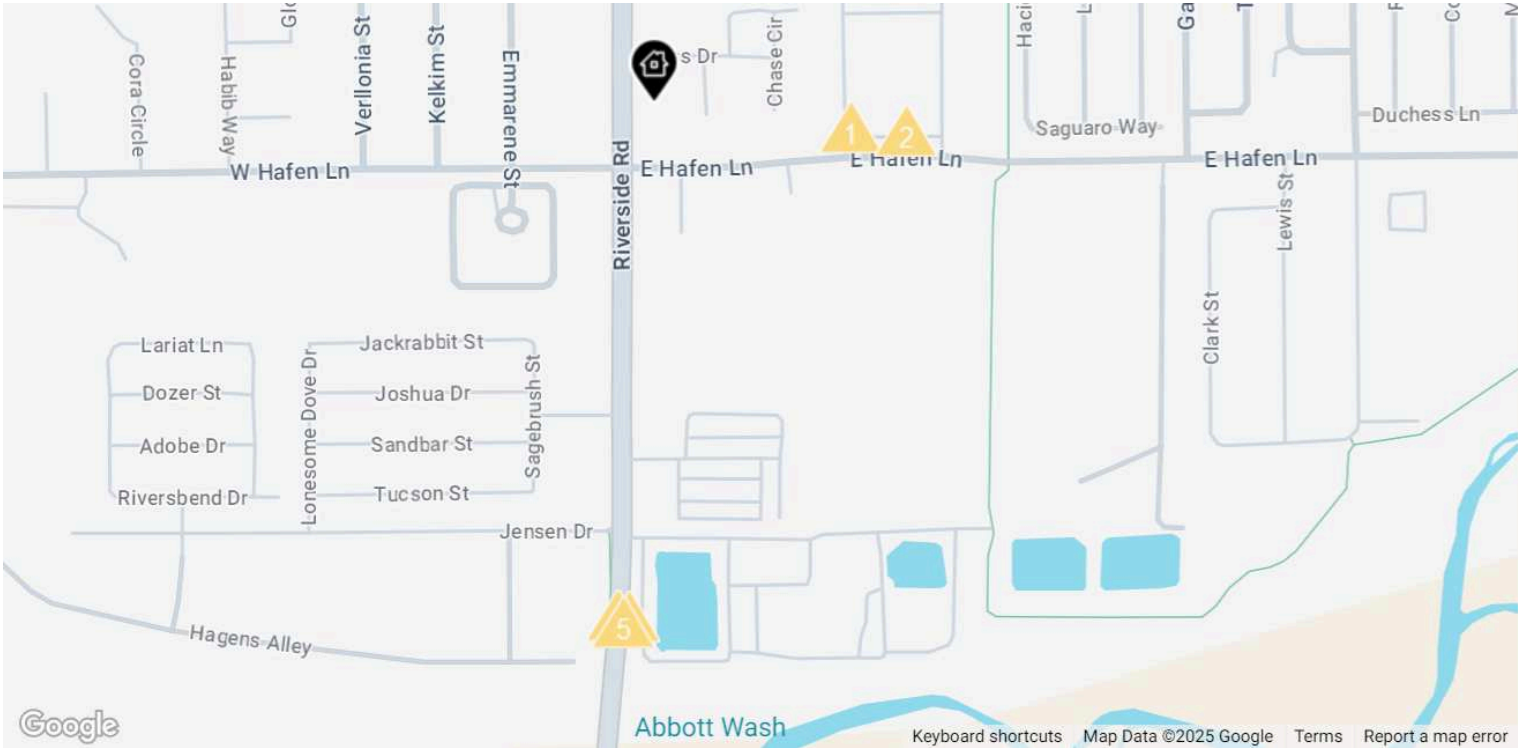 s Dr
Chase Cir
Cora Circle
Habib Way
Verllonia St
Kelkim St
Emmarene St
Riverside Rd
1
2
Saguaro Way
Duchess Ln
W Hafen Ln
E Hafen Ln
E Hafen Ln
E Hafen Ln
Lewis St
Clark St
Lariat Ln
Jackrabbit St
Dozer St
Lonesome Dove Dr
Joshua Dr
Sagebrush St
Adobe Dr
Sandbar St
Riversbend Dr
Tucson St
Jensen Dr
5
Hagens Alley
Abbott Wash
Google
Keyboard shortcuts
Map Data ©2025 Google
Terms
Report a map error